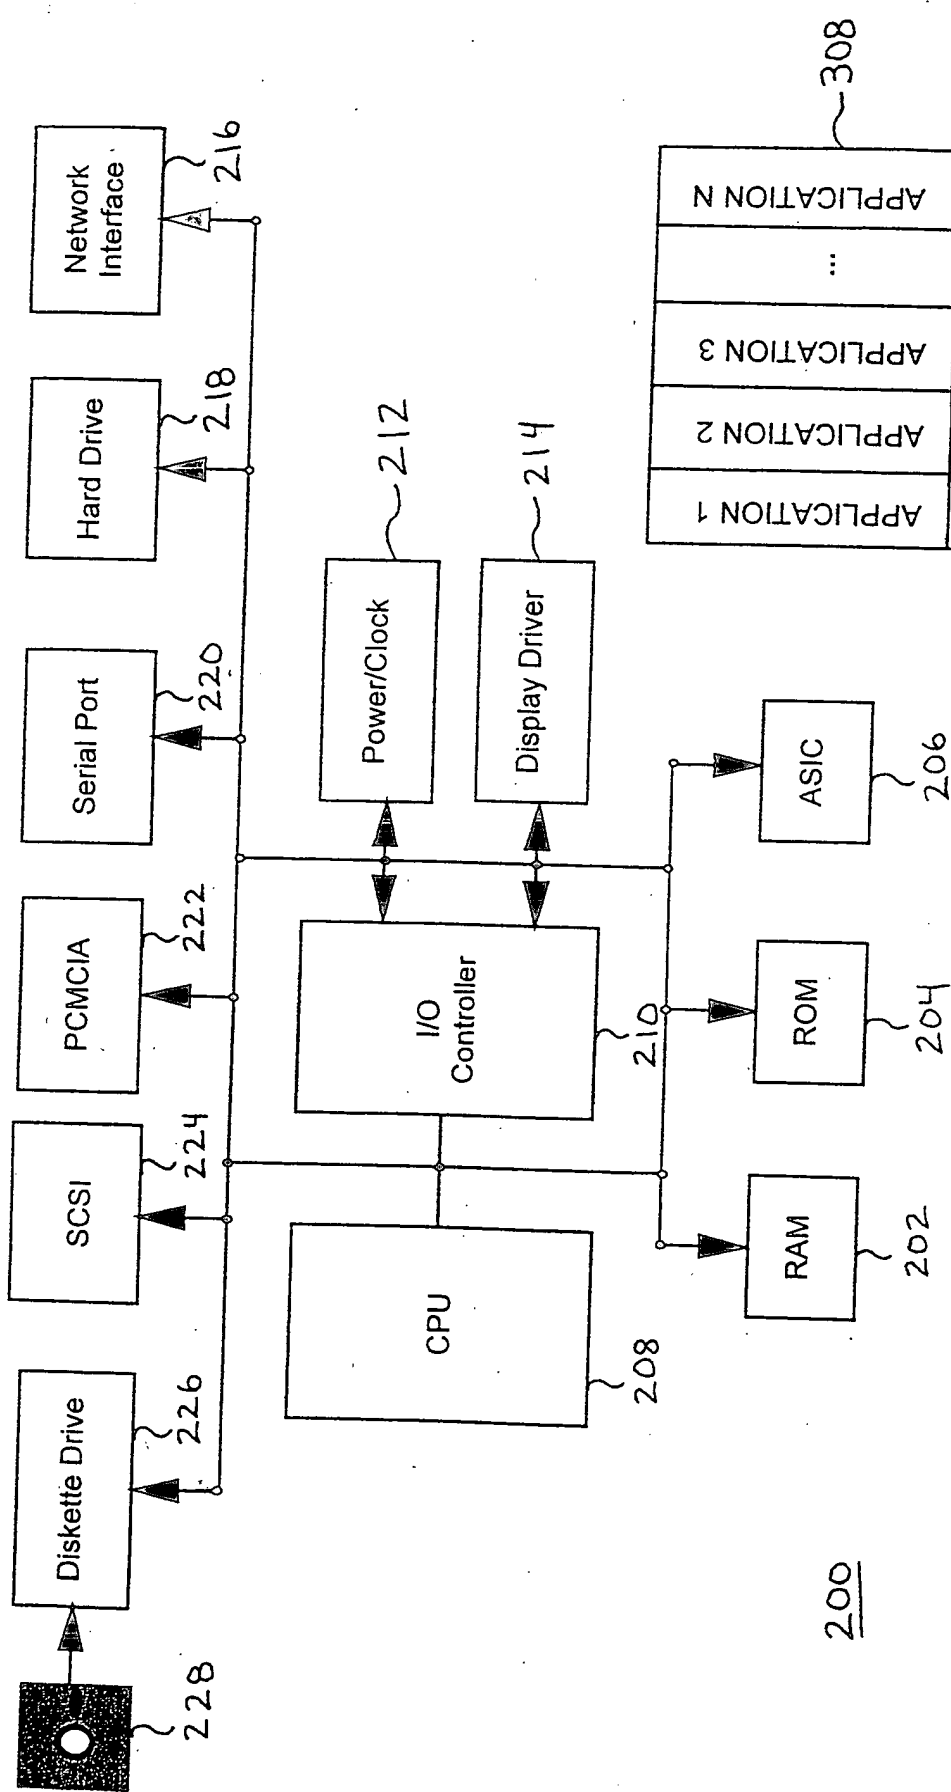 228
Diskette Drive
226
SCSI
224
PCMCIA
222
Serial Port
220
Hard Drive
218
Network
Interface
216
CPU
208
I/O
Controller
210
Power/Clock
212
Display Driver
214
RAM
202
ROM
204
ASIC
206
200
APPLICATION 1
APPLICATION 2
APPLICATION 3
...
APPLICATION N
308